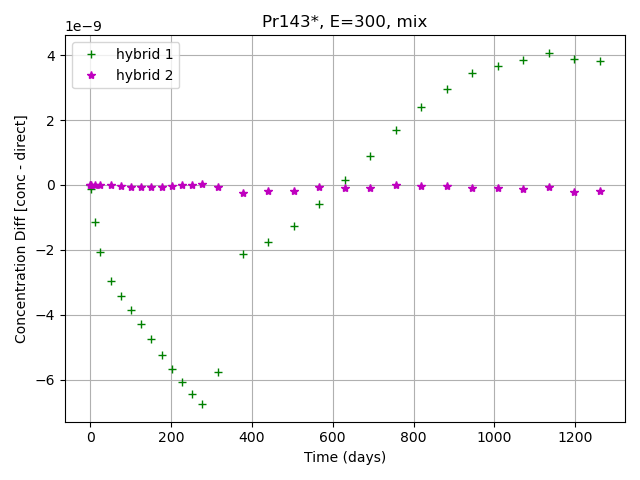 Pr143*, E=300, mix
1e−9
hybrid 1
hybrid 2
4
2
0
−2
−4
−6
Concentration Diff [conc - direct]
0 200 400 600 800 1000 1200
Time (days)